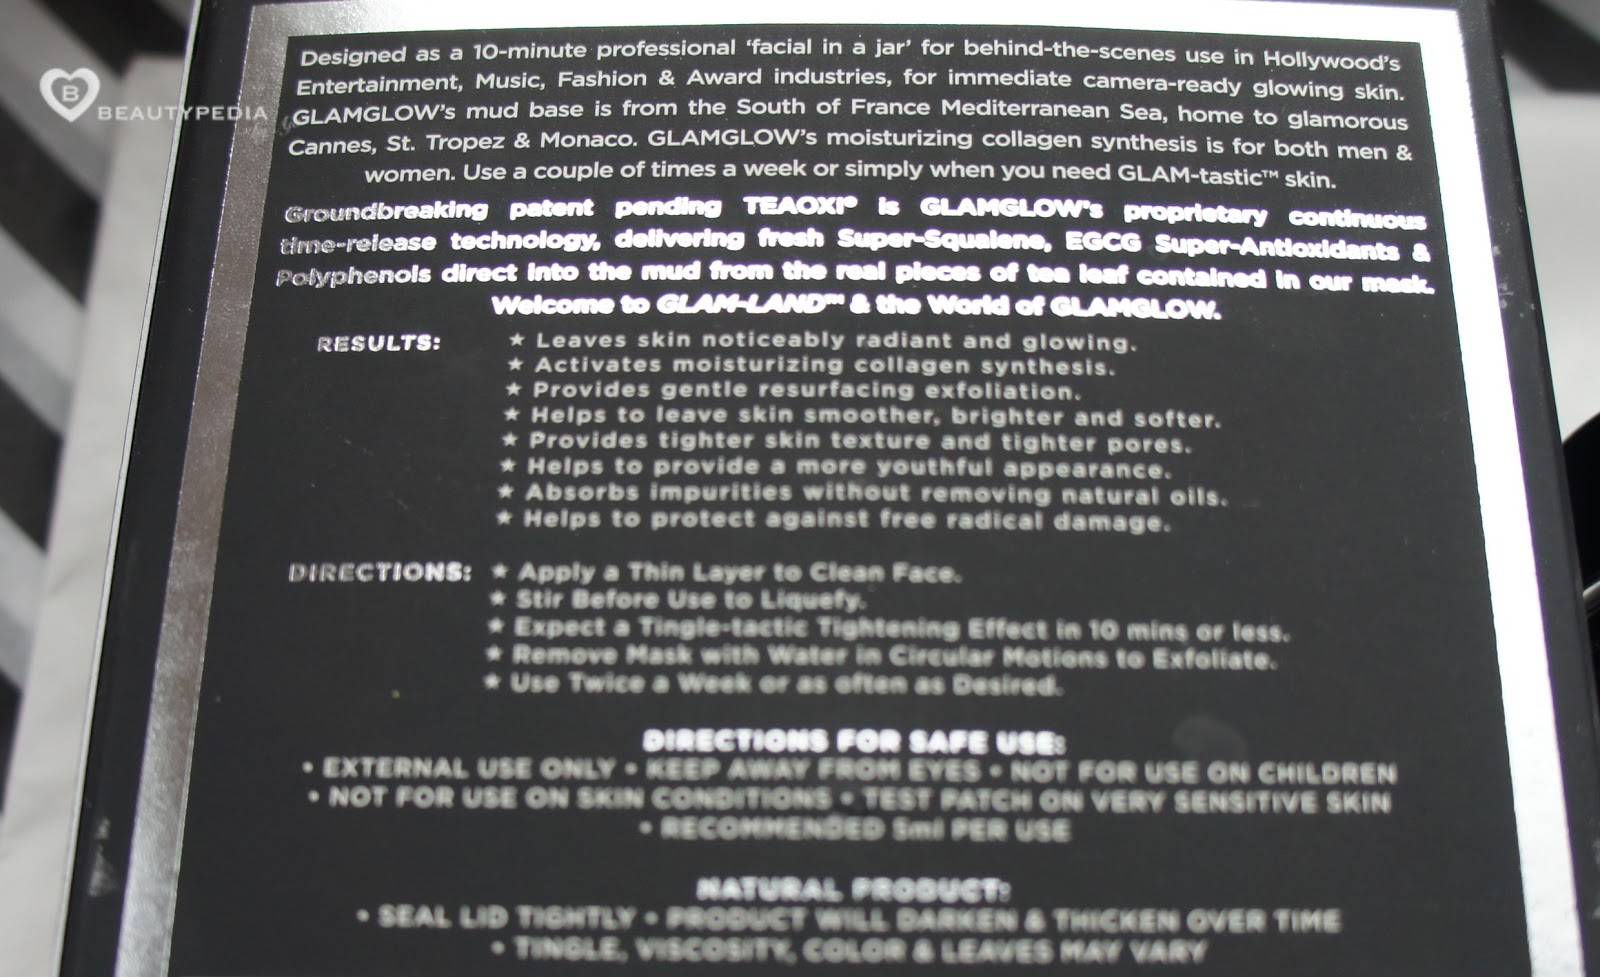 B
BEAUTYPEDIA
Designed as a 10-minute professional ‘facial in a jar’ for behind-the-scenes use in Hollywood’s
Entertainment, Music, Fashion & Award industries, for immediate camera-ready glowing skin.
GLAMGLOW’s mud base is from the South of France Mediterranean Sea, home to glamorous
Cannes, St. Tropez & Monaco. GLAMGLOW’s moisturizing collagen synthesis is for both men &
women. Use a couple of times a week or simply when you need GLAM-tastic™ skin.
Groundbreaking patent pending TEAOXI® is GLAMGLOW’s proprietary continuous
time-release technology, delivering fresh Super-Squalene, EGCG Super-Antioxidants &
Polyphenols direct into the mud from the real pieces of tea leaf contained in our mask.
Welcome to GLAM-LAND™ & the World of GLAMGLOW.
RESULTS: ★ Leaves skin noticeably radiant and glowing.
★ Activates moisturizing collagen synthesis.
★ Provides gentle resurfacing exfoliation.
★ Helps to leave skin smoother, brighter and softer.
★ Provides tighter skin texture and tighter pores.
★ Helps to provide a more youthful appearance.
★ Absorbs impurities without removing natural oils.
★ Helps to protect against free radical damage.
DIRECTIONS: ★ Apply a Thin Layer to Clean Face.
★ Stir Before Use to Liquefy.
★ Expect a Tingle-tactic Tightening Effect in 10 mins or less.
★ Remove Mask with Water in Circular Motions to Exfoliate.
★ Use Twice a Week or as often as Desired.
DIRECTIONS FOR SAFE USE:
• EXTERNAL USE ONLY • KEEP AWAY FROM EYES • NOT FOR USE ON CHILDREN
• NOT FOR USE ON SKIN CONDITIONS • TEST PATCH ON VERY SENSITIVE SKIN
• RECOMMENDED 5ml PER USE
NATURAL PRODUCT:
• SEAL LID TIGHTLY • PRODUCT WILL DARKEN & THICKEN OVER TIME
• TINGLE, VISCOSITY, COLOR & LEAVES MAY VARY